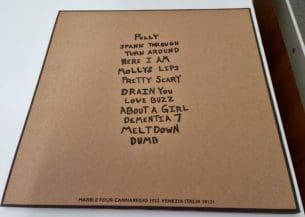 POLLY
SPANK THROUGH
TURN AROUND
HERE I AM
MOLLYS LIPS
PRETTY SCARY
DRAIN YOU
LOVE BUZZ
ABOUT A GIRL
DEMENTIA 7
MELTDOWN
DUMB
MARBLE FOUR-CANNAREGIO 1922 VENEZIA ITALIA 30121